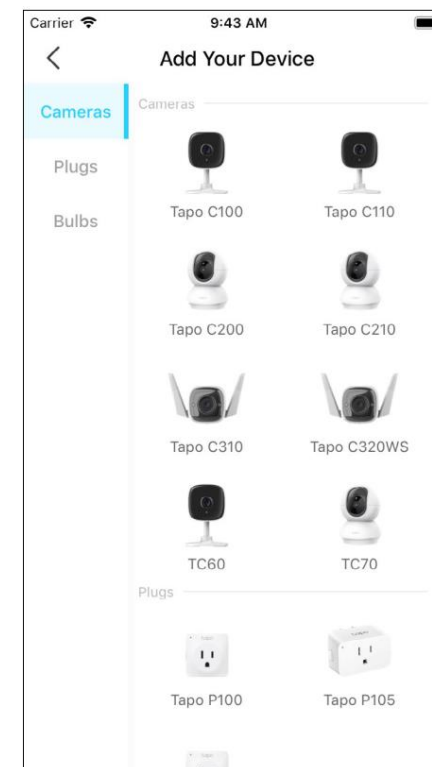 Carrier 9:43 AM
Add Your Device
Cameras
Plugs
Bulbs
Cameras
Tapo C100 Tapo C110
Tapo C200 Tapo C210
Tapo C310 Tapo C320WS
TC60 TC70
Plugs
Tapo P100 Tapo P105